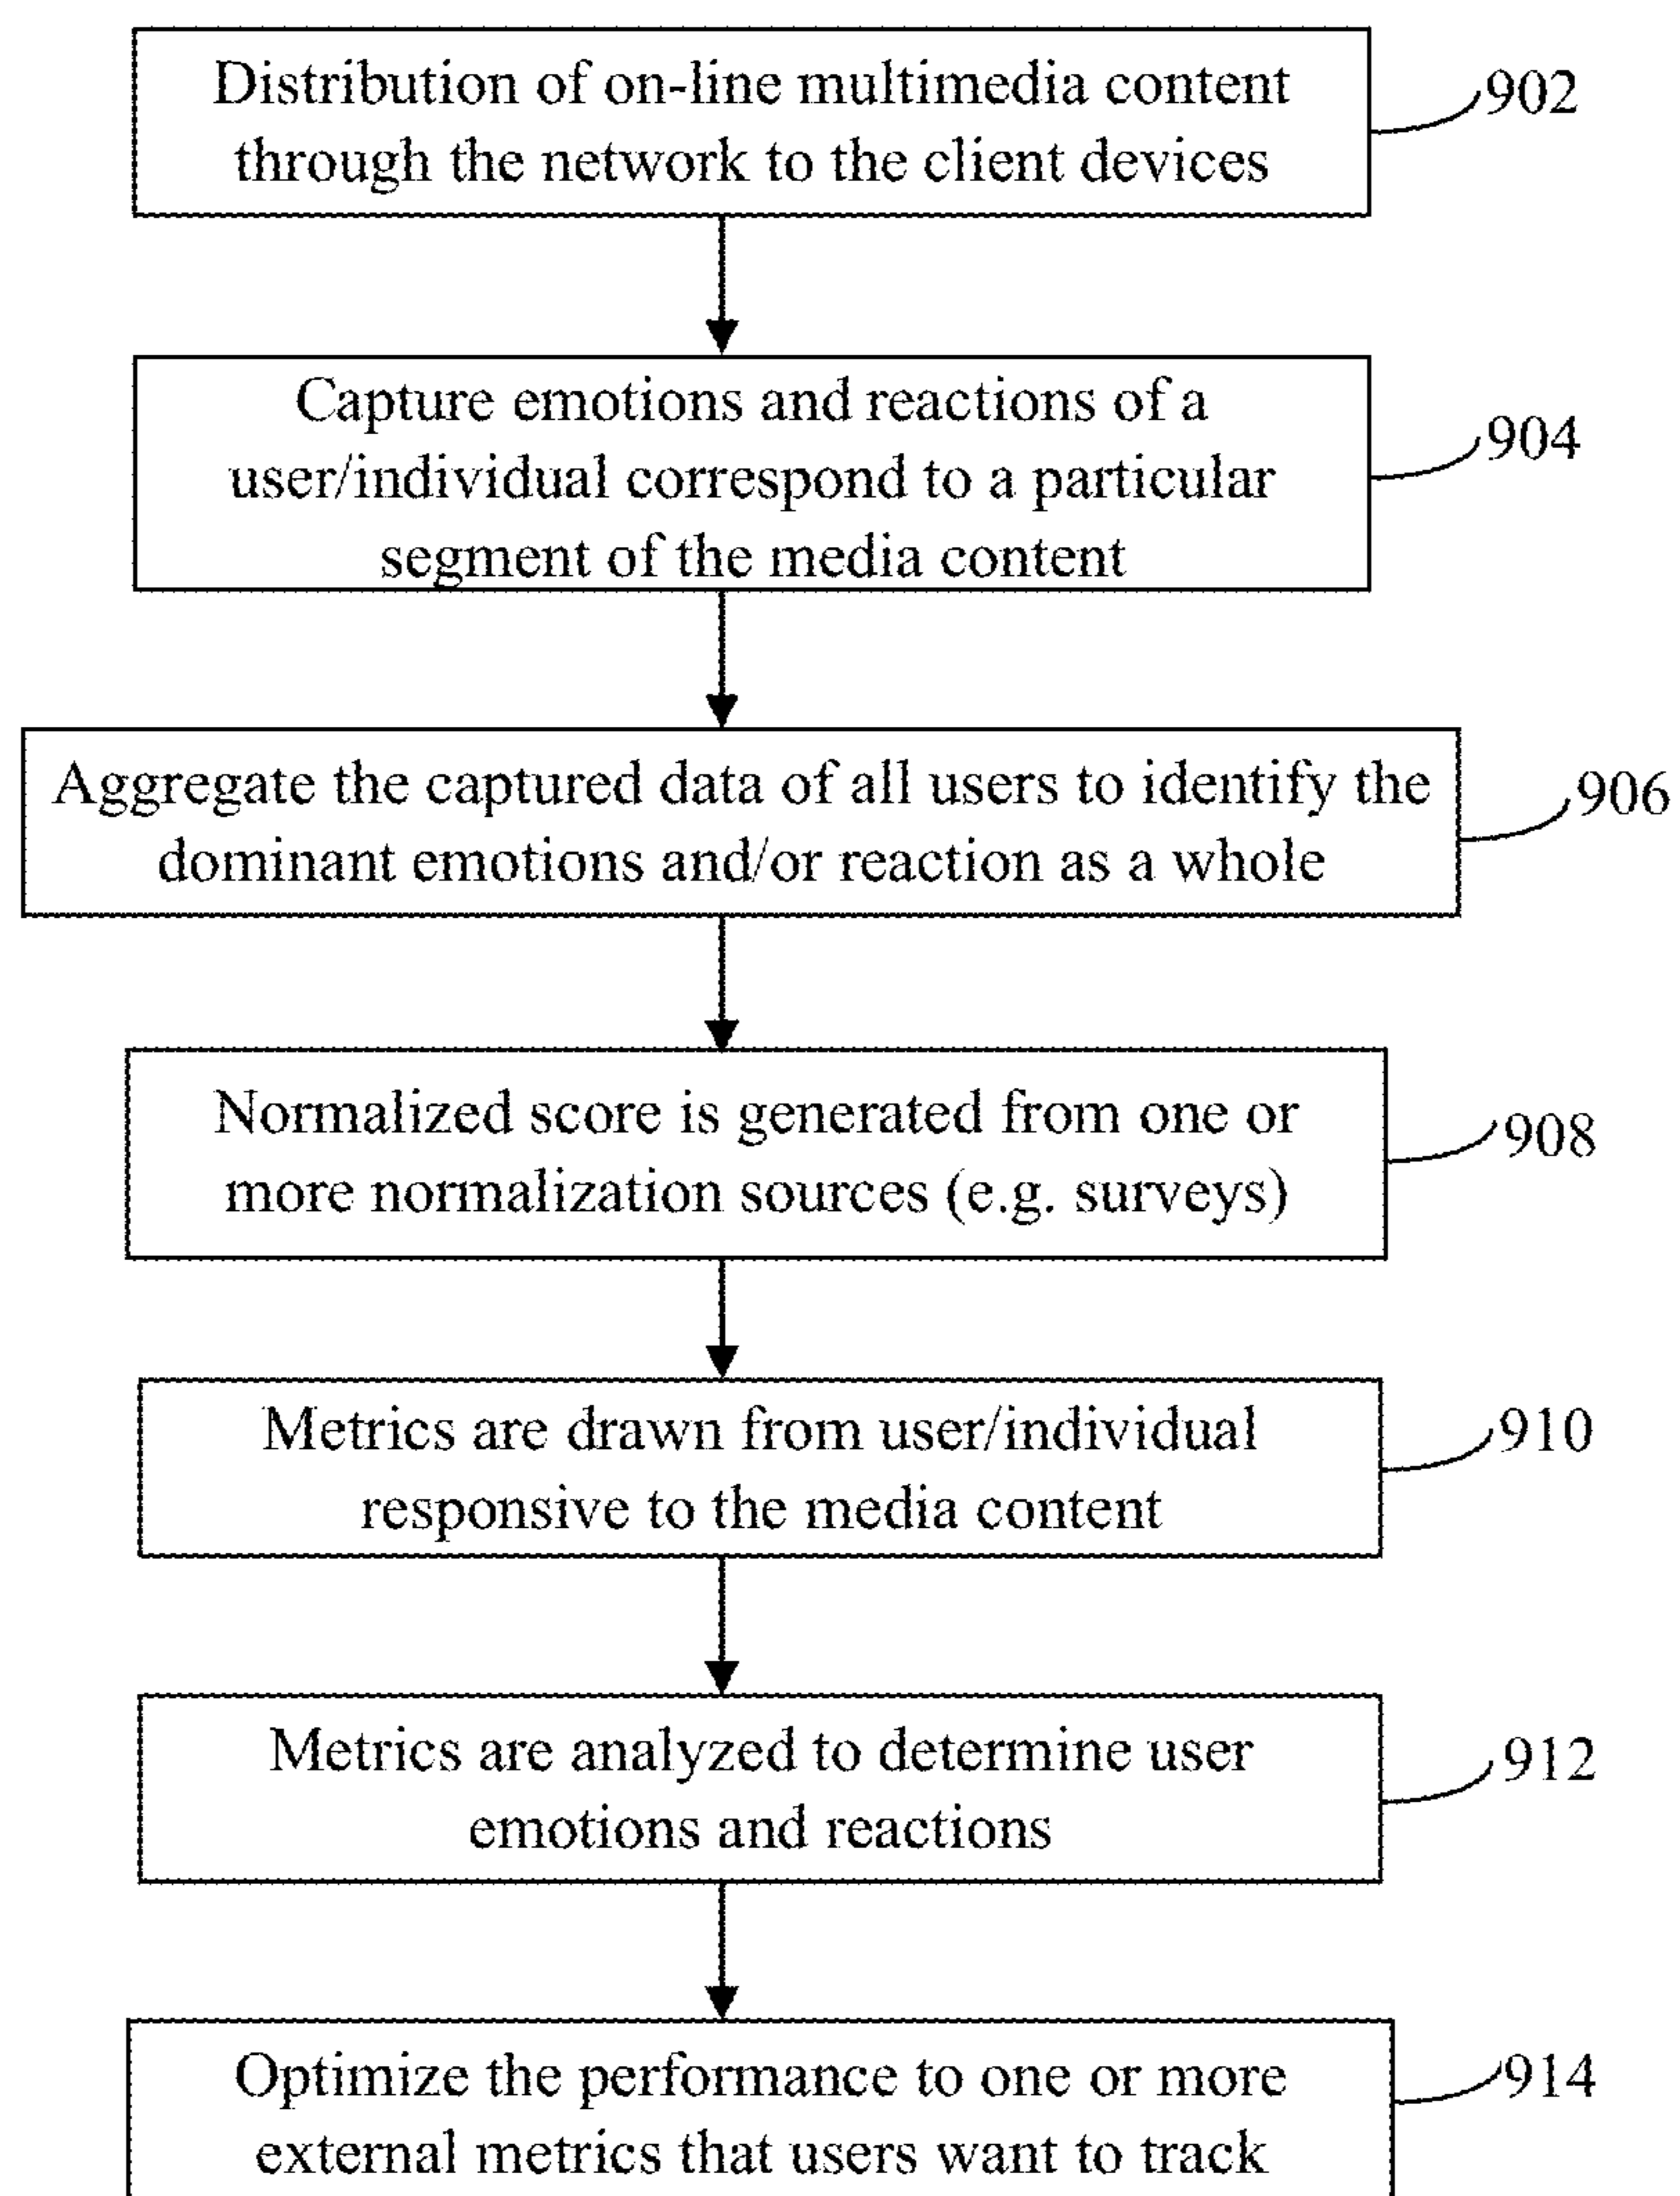 Distribution of on-line multimedia content
through the network to the client devices
902
Capture emotions and reactions of a
user/individual correspond to a particular
segment of the media content
904
Aggregate the captured data of all users to identify the
dominant emotions and/or reaction as a whole
906
Normalized score is generated from one or
more normalization sources (e.g. surveys)
908
Metrics are drawn from user/individual
responsive to the media content
910
Metrics are analyzed to determine user
emotions and reactions
912
Optimize the performance to one or more
external metrics that users want to track
914